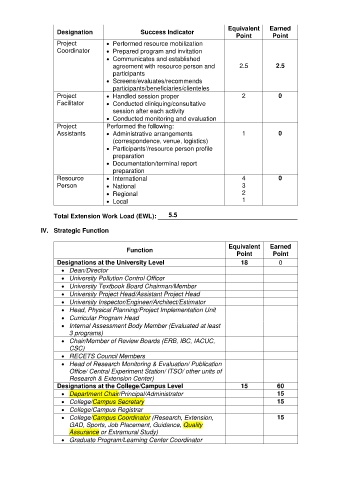 Designation Success Indicator Equivalent Point Earned Point
Project Coordinator
• Performed resource mobilization
• Prepared program and invitation
• Communicates and established
agreement with resource person and
participants
• Screens/evaluates/recommends
participants/beneficiaries/clienteles
2.5 2.5
Project Facilitator
• Handled session proper
• Conducted clinquing/consultative
session after each activity
• Conducted monitoring and evaluation
2 0
Project Assistants
Performed the following:
• Administrative arrangements
(correspondence, venue, logistics)
• Participants'/resource person profile
preparation
• Documentation/terminal report
preparation
1 0
Resource Person
• International 4 0
• National 3
• Regional 2
• Local 1
Total Extension Work Load (EWL): 5.5
IV. Strategic Function
Function Equivalent Point Earned Point
Designations at the University Level 18 0
• Dean/Director
• University Pollution Control Officer
• University Textbook Board Chairman/Member
• University Project Head/Assistant Project Head
• University Inspector/Engineer/Architect/Estimator
• Head, Physical Planning/Project Implementation Unit
• Curricular Program Head
• Internal Assessment Body Member (Evaluated at least
3 programs)
• Chair/Member of Review Boards (ERB, IBC, IACUC,
CSC)
• RECETS Council Members
• Head of Research Monitoring & Evaluation/ Publication
Office/ Central Experiment Station/ ITSO/ other units of
Research & Extension Center)
Designations at the College/Campus Level 15 60
• Department Chair/Principal/Administrator 15
• College/Campus Secretary 15
• College/Campus Registrar
• College/Campus Coordinator (Research, Extension, 15
GAD, Sports, Job Placement, Guidance, Quality
Assurance or Extramural Study)
• Graduate Program/Learning Center Coordinator